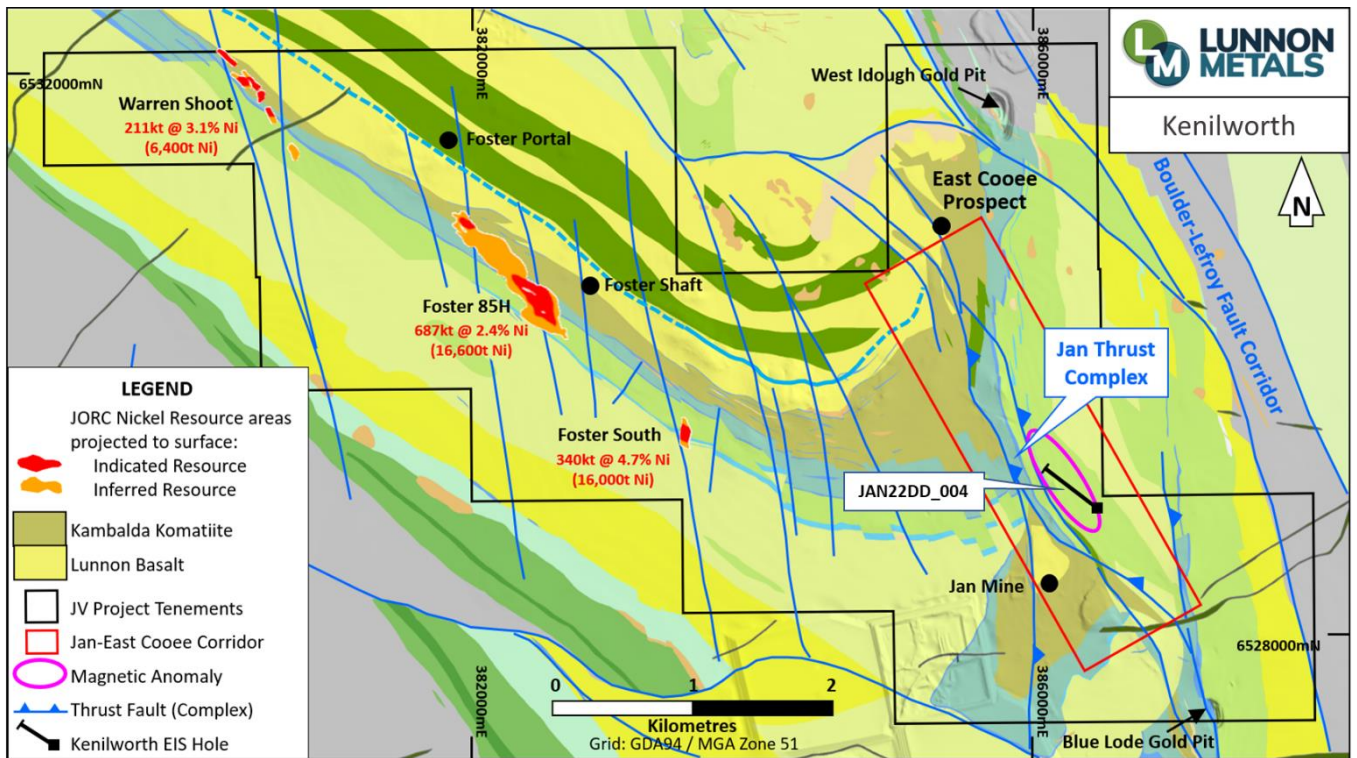 LM LUNNON
METALS
Kenilworth
N
382000mE
386000mE
6532000mN
West Idough Gold Pit
Warren Shoot
211kt @ 3.1% Ni
(6,400t Ni)
Foster Portal
East Cooee
Prospect
Boulder-Lefroy Fault Corridor
Foster Shaft
Foster 85H
687kt @ 2.4% Ni
(16,600t Ni)
Jan Thrust
Complex
Foster South
340kt @ 4.7% Ni
(16,000t Ni)
JAN22DD_004
Jan Mine
6528000mN
382000mE
386000mE
Blue Lode Gold Pit
LEGEND
JORC Nickel Resource areas
projected to surface:
Indicated Resource
Inferred Resource
Kambalda Komatiite
Lunnon Basalt
JV Project Tenements
Jan-East Cooee Corridor
Magnetic Anomaly
Thrust Fault (Complex)
Kenilworth EIS Hole
0 1 2
Kilometres
Grid: GDA94 / MGA Zone 51